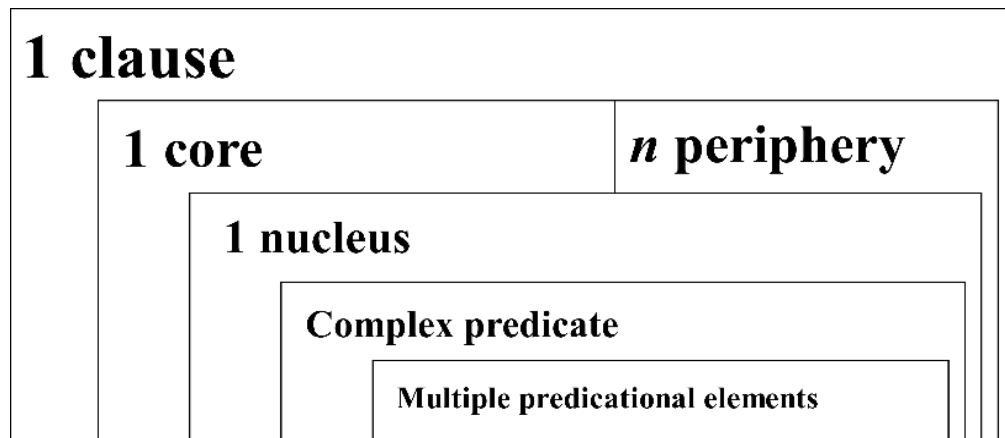 1 clause
1 core
n periphery
1 nucleus
Complex predicate
Multiple predicational elements